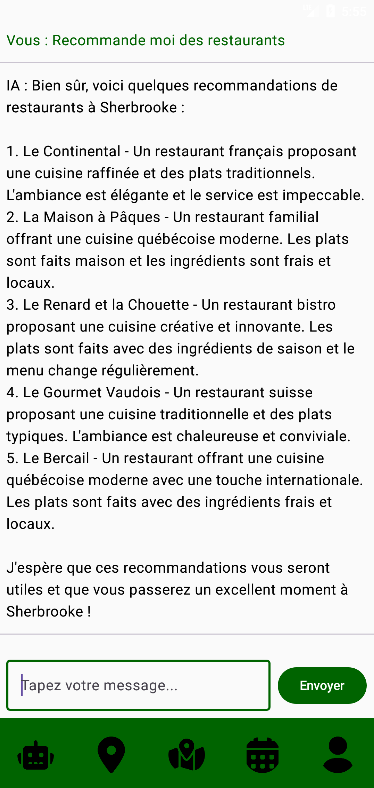 Vous : Recommande moi des restaurants
IA : Bien sûr, voici quelques recommandations de
restaurants à Sherbrooke :
1. Le Continental - Un restaurant français proposant
une cuisine raffinée et des plats traditionnels.
L'ambiance est élégante et le service est impeccable.
2. La Maison à Pâques - Un restaurant familial
offrant une cuisine québécoise moderne. Les plats
sont faits maison et les ingrédients sont frais et
locaux.
3. Le Renard et la Chouette - Un restaurant bistro
proposant une cuisine créative et innovante. Les
plats sont faits avec des ingrédients de saison et le
menu change régulièrement.
4. Le Gourmet Vaudois - Un restaurant suisse
proposant une cuisine traditionnelle et des plats
typiques. L'ambiance est chaleureuse et conviviale.
5. Le Bercail - Un restaurant offrant une cuisine
québécoise moderne avec une touche internationale.
Les plats sont faits avec des ingrédients frais et
locaux.
J'espère que ces recommandations vous seront
utiles et que vous passerez un excellent moment à
Sherbrooke !
Tapez votre message...
Envoyer